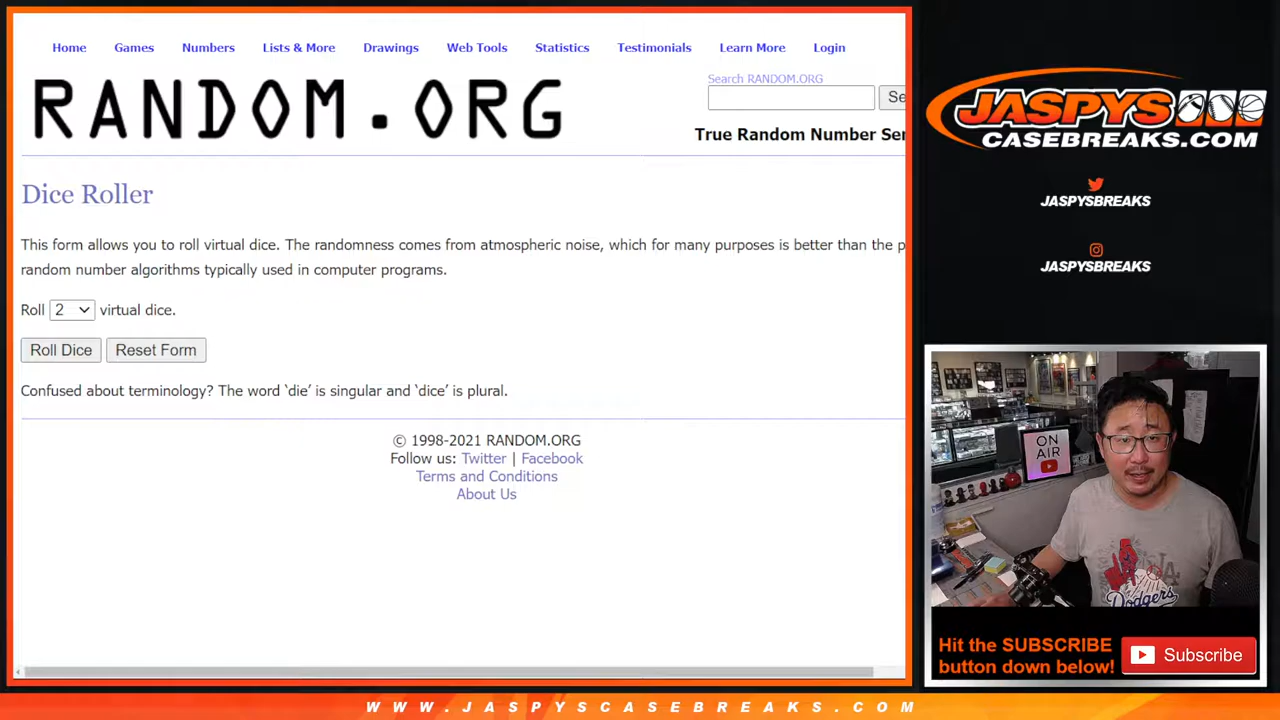 Home Games Numbers Lists & More Drawings Web Tools Statistics Testimonials Learn More Login
RANDOM.ORG
Search RANDOM.ORG
Se
True Random Number Ser
Dice Roller
This form allows you to roll virtual dice. The randomness comes from atmospheric noise, which for many purposes is better than the p
random number algorithms typically used in computer programs.
Roll 2 virtual dice.
Roll Dice Reset Form
Confused about terminology? The word ‘die’ is singular and ‘dice’ is plural.
© 1998-2021 RANDOM.ORG
Follow us: Twitter | Facebook
Terms and Conditions
About Us
JASPYS
CASEBREAKS.COM
JASPYSBREAKS
JASPYSBREAKS
ON
AIR
LA
Dodgers
Hit the SUBSCRIBE
button down below!
Subscribe
WWW.JASPYSCASEBREAKS.COM